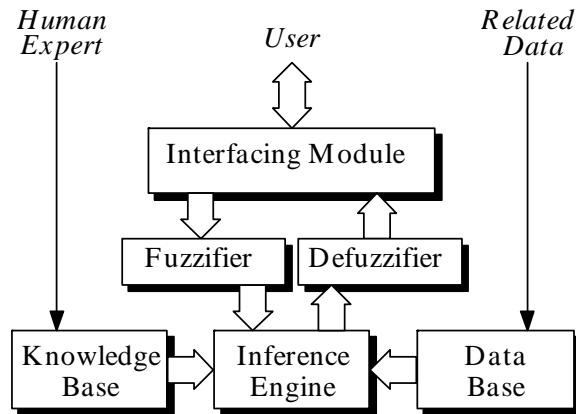 Human
Expert
User
Related
Data
Interfacing Module
Fuzzifier
Defuzzifier
Knowledge
Base
Inference
Engine
Data
Base